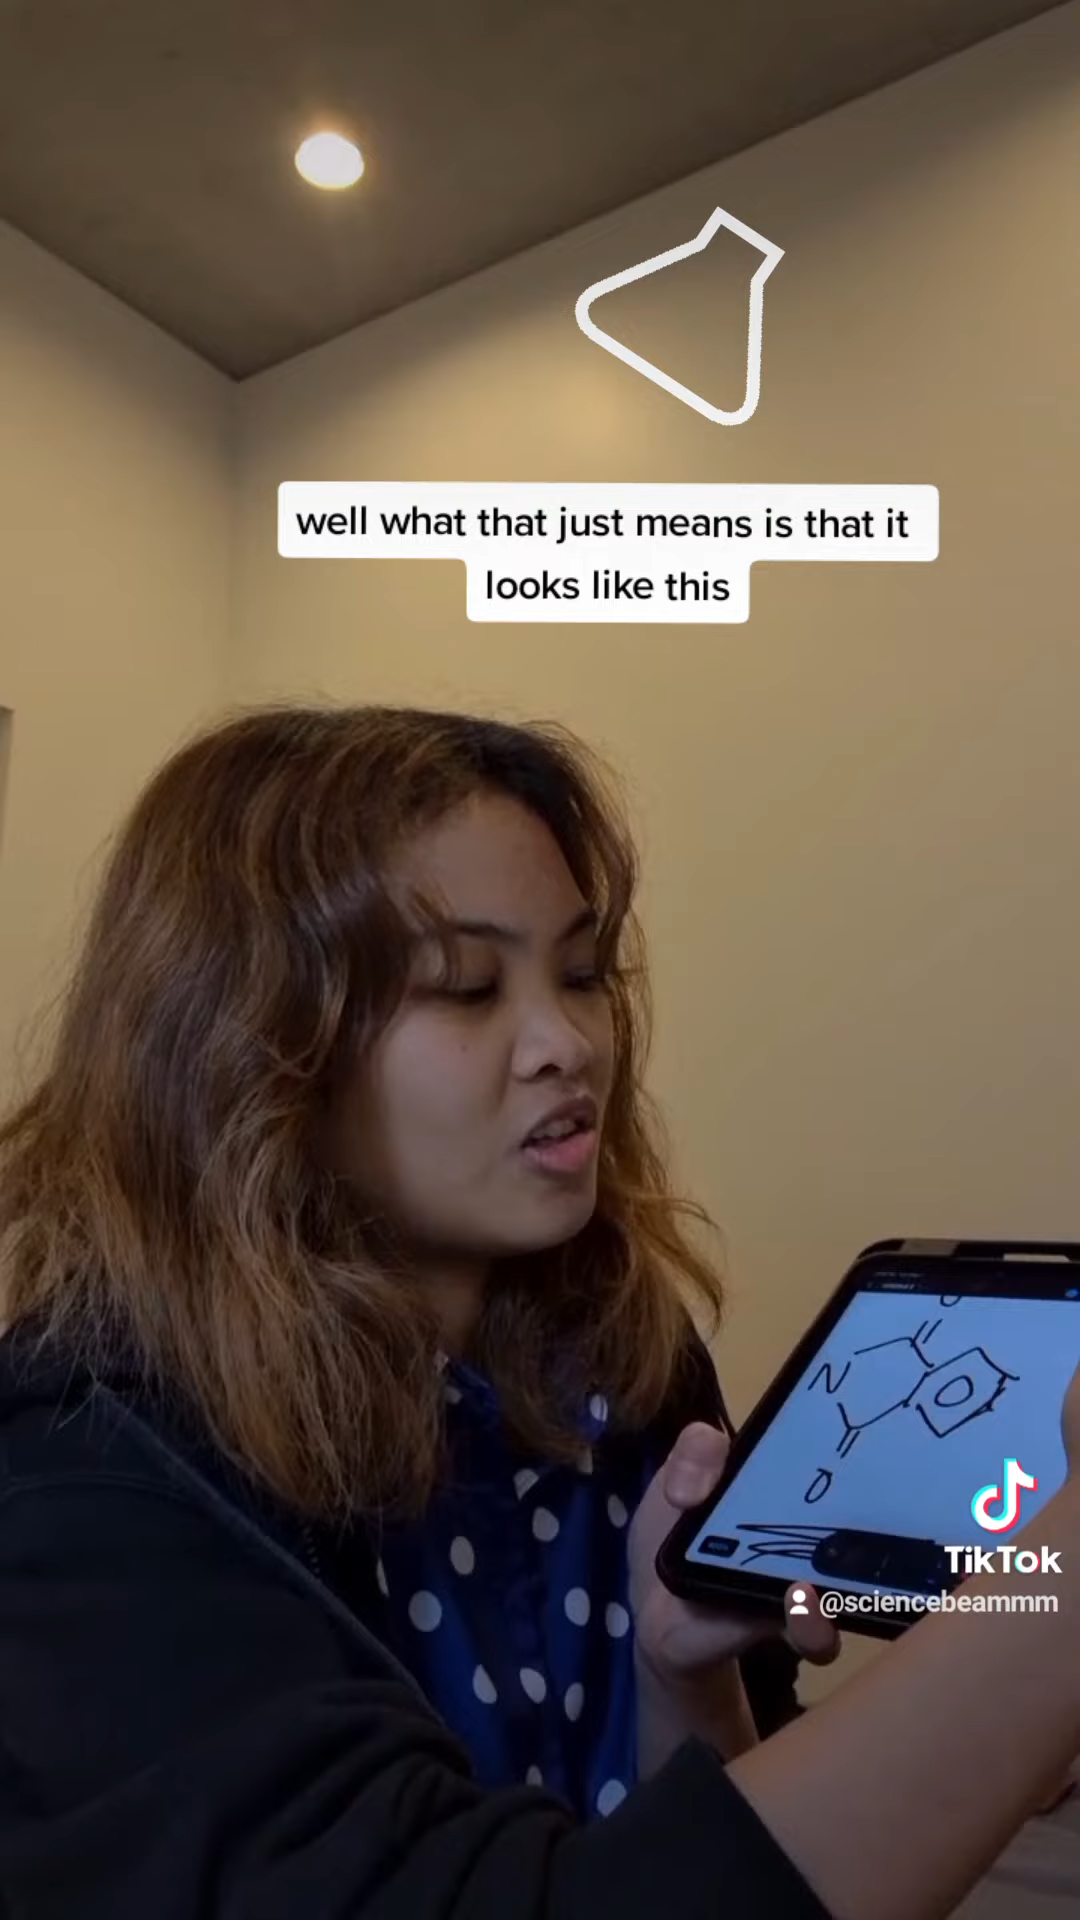 well what that just means is that it
looks like this
O
N
O
TikTok
@sciencebeammm